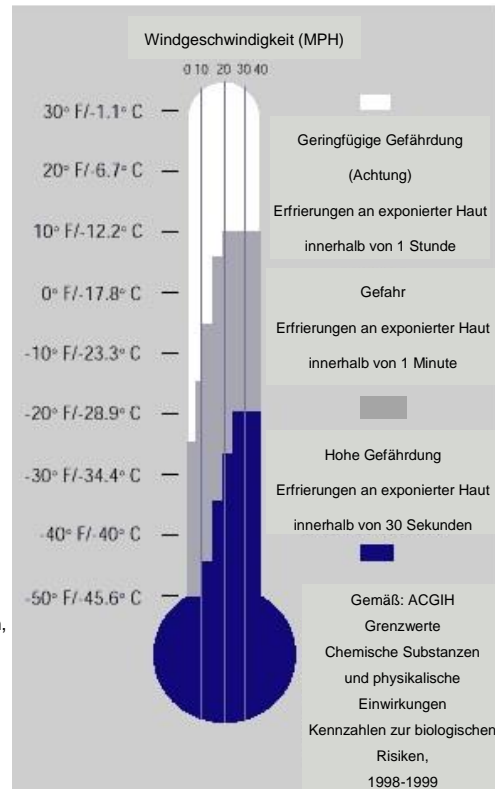 Windgeschwindigkeit (MPH)
0 10 20 30 40
30° F/-1.1° C
20° F/-6.7° C
10° F/-12.2° C
0° F/-17.8° C
-10° F/-23.3° C
-20° F/-28.9° C
-30° F/-34.4° C
-40° F/-40° C
-50° F/-45.6° C
Geringfügige Gefährdung
(Achtung)
Erfrierungen an exponierter Haut
innerhalb von 1 Stunde
Gefahr
Erfrierungen an exponierter Haut
innerhalb von 1 Minute
Hohe Gefährdung
Erfrierungen an exponierter Haut
innerhalb von 30 Sekunden
Gemäß: ACGIH
Grenzwerte
Chemische Substanzen
und physikalische
Einwirkungen
Kennzahlen zur biologischen
Risiken,
1998-1999